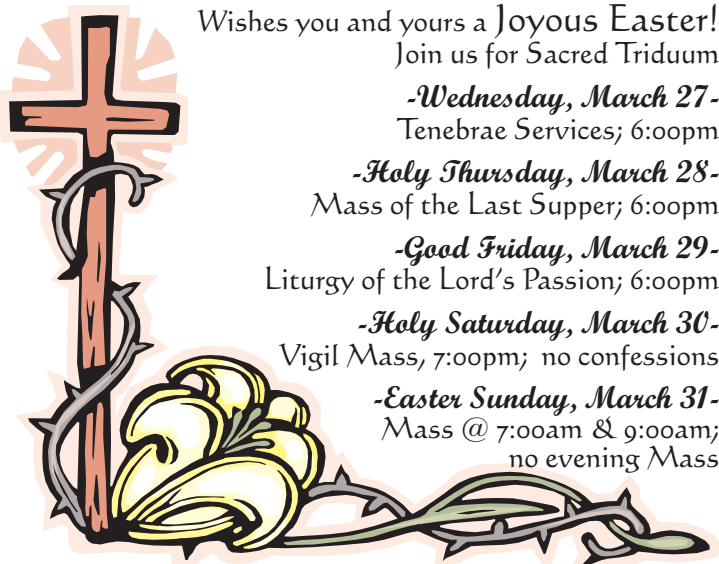 Wishes you and yours a Joyous Easter!
Join us for Sacred Triduum
-Wednesday, March 27-
Tenebrae Services; 6:00pm
-Holy Thursday, March 28-
Mass of the Last Supper; 6:00pm
-Good Friday, March 29-
Liturgy of the Lord's Passion; 6:00pm
-Holy Saturday, March 30-
Vigil Mass, 7:00pm; no confessions
-Easter Sunday, March 31-
Mass @ 7:00am & 9:00am;
no evening Mass